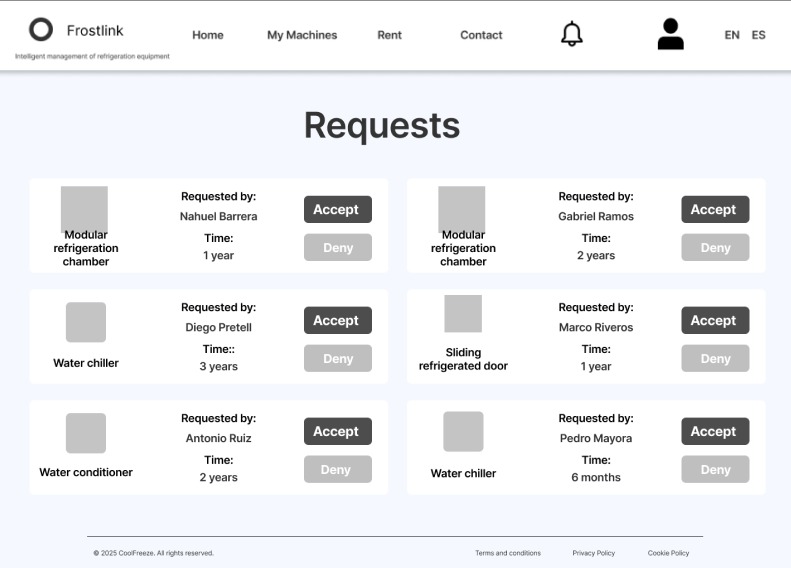 Frostlink
Intelligent management of refrigeration equipment
Home
My Machines
Rent
Contact
EN ES
Requests
Modular
refrigeration
chamber
Requested by:
Nahuel Barrera
Time:
1 year
Accept
Deny
Modular
refrigeration
chamber
Requested by:
Gabriel Ramos
Time:
2 years
Accept
Deny
Water chiller
Requested by:
Diego Pretell
Time::
3 years
Accept
Deny
Sliding
refrigerated door
Requested by:
Marco Riveros
Time:
1 year
Accept
Deny
Water conditioner
Requested by:
Antonio Ruiz
Time:
2 years
Accept
Deny
Water chiller
Requested by:
Pedro Mayora
Time:
6 months
Accept
Deny
© 2025 CoolFreeze. All rights reserved.
Terms and conditions
Privacy Policy
Cookie Policy